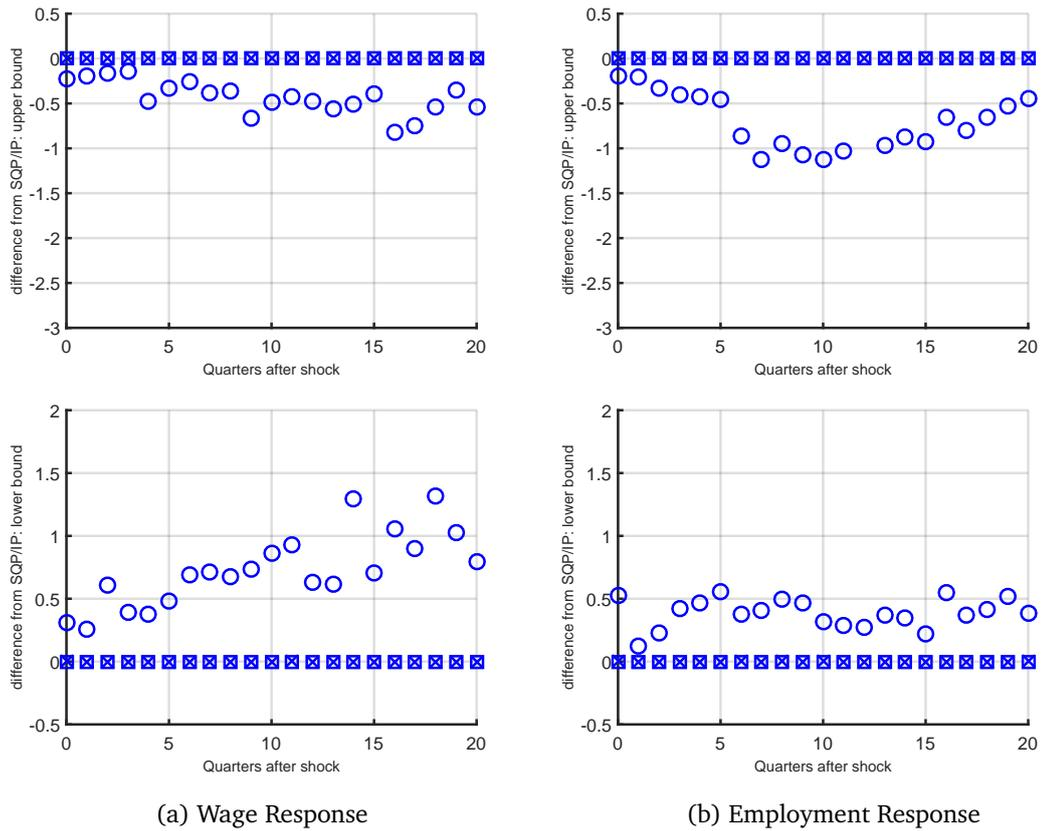 0.5
0
-0.5
-1
-1.5
-2
-2.5
-3
difference from SQP/IP: upper bound
0 5 10 15 20
Quarters after shock
0.5
0
-0.5
-1
-1.5
-2
-2.5
-3
difference from SQP/IP: upper bound
0 5 10 15 20
Quarters after shock
2
1.5
1
0.5
0
-0.5
difference from SQP/IP: lower bound
0 5 10 15 20
Quarters after shock
2
1.5
1
0.5
0
-0.5
difference from SQP/IP: lower bound
0 5 10 15 20
Quarters after shock
(a) Wage Response
(b) Employment Response